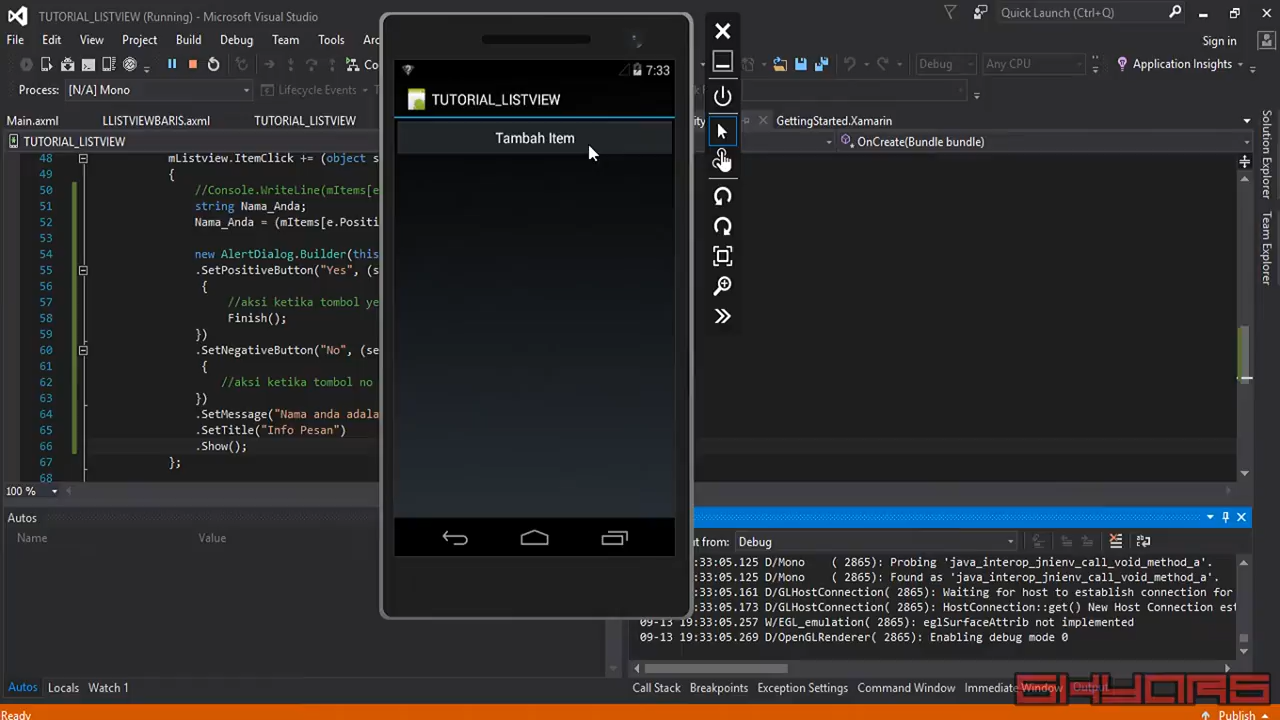 TUTORIAL_LISTVIEW (Running) - Microsoft Visual Studio
Quick Launch (Ctrl+Q)
File Edit View Project Build Debug Team Tools
Sign in
Debug Any CPU Application Insights
Process: [N/A] Mono Lifecycle Events
Main.axml LLISTVIEWBARIS.axml TUTORIAL_LISTVIEW GettingStarted.Xamarin
TUTORIAL_LISTVIEW OnCreate(Bundle bundle)
7:33
TUTORIAL_LISTVIEW
Tambah Item
48 mListview.ItemClick += (object s
49 {
50 //Console.WriteLine(mItems[e
51 string Nama_Anda;
52 Nama_Anda = (mItems[e.Positi
53
54 new AlertDialog.Builder(this
55 .SetPositiveButton("Yes", (s
56 {
57 //aksi ketika tombol ye
58 Finish();
59 })
60 .SetNegativeButton("No", (se
61 {
62 //aksi ketika tombol no
63 })
64 .SetMessage("Nama anda adala
65 .SetTitle("Info Pesan")
66 .Show();
67 };
68
100 %
Solution Explorer
Team Explorer
Autos
Name Value
Autos Locals Watch 1
from: Debug
:33:05.125 D/Mono ( 2865): Probing 'java_interop_jnienv_call_void_method_a'.
:33:05.125 D/Mono ( 2865): Found as 'java_interop_jnienv_call_void_method_a'.
09-13 19:33:05.161 D/GLHostConnection( 2865): Waiting for host to establish connection for
09-13 19:33:05.173 D/GLHostConnection( 2865): HostConnection::get() New Host Connection est
09-13 19:33:05.257 W/EGL_emulation( 2865): eglSurfaceAttrib not implemented
09-13 19:33:05.269 D/OpenGLRenderer( 2865): Enabling debug mode 0
Call Stack Breakpoints Exception Settings Command Window Immediate Window Output
Ready
Publish